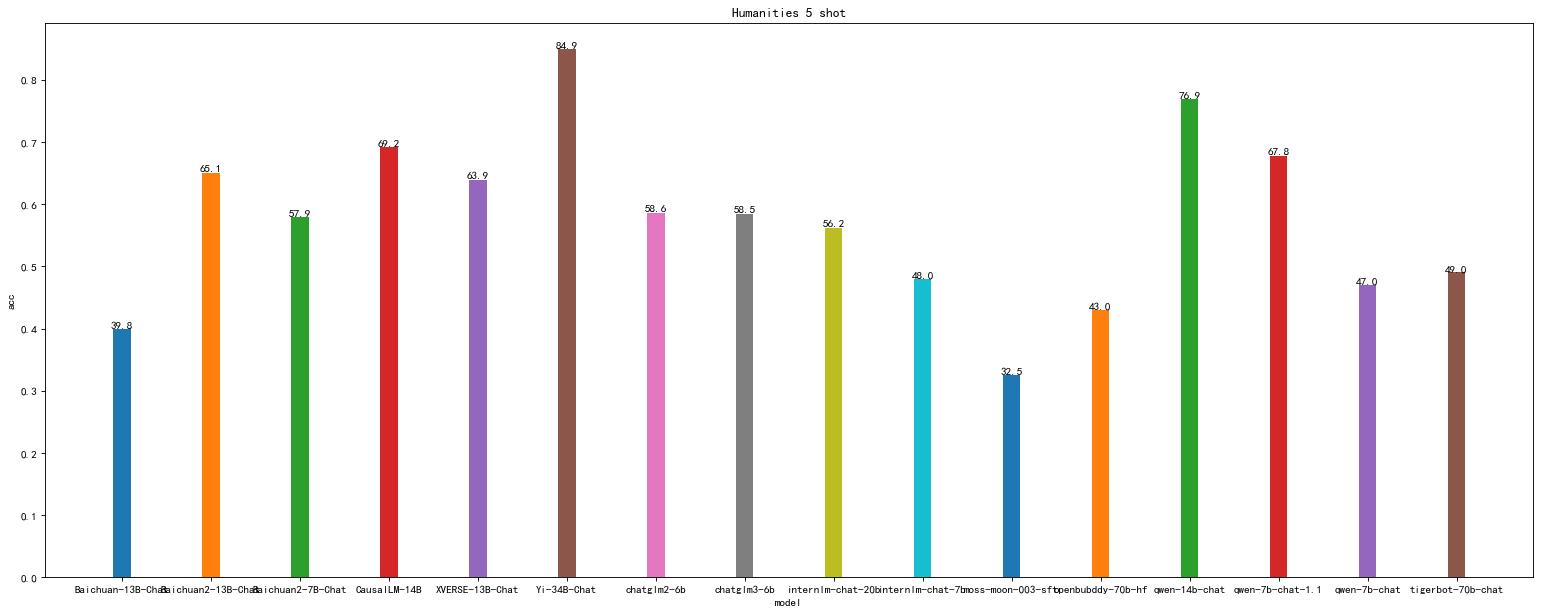 Humanities 5 shot
84.9
76.9
69.2
67.8
65.1
63.9
58.6
58.5
57.9
56.2
49.0
48.0
47.0
43.0
39.8
32.5
0.8
0.7
0.6
0.5
0.4
0.3
0.2
0.1
0.0
acc
Baichuan-13B-Chat
Baichuan2-13B-Chat
Baichuan2-7B-Chat
CausalLM-14B
XVERSE-13B-Chat
Yi-34B-Chat
chatglm2-6b
chatglm3-6b
internlm-chat-20b
internlm-chat-7b
moss-moon-003-sft
openbubddy-70b-hf
qwen-14b-chat
qwen-7b-chat-1.1
qwen-7b-chat
tigerbot-70b-chat
model